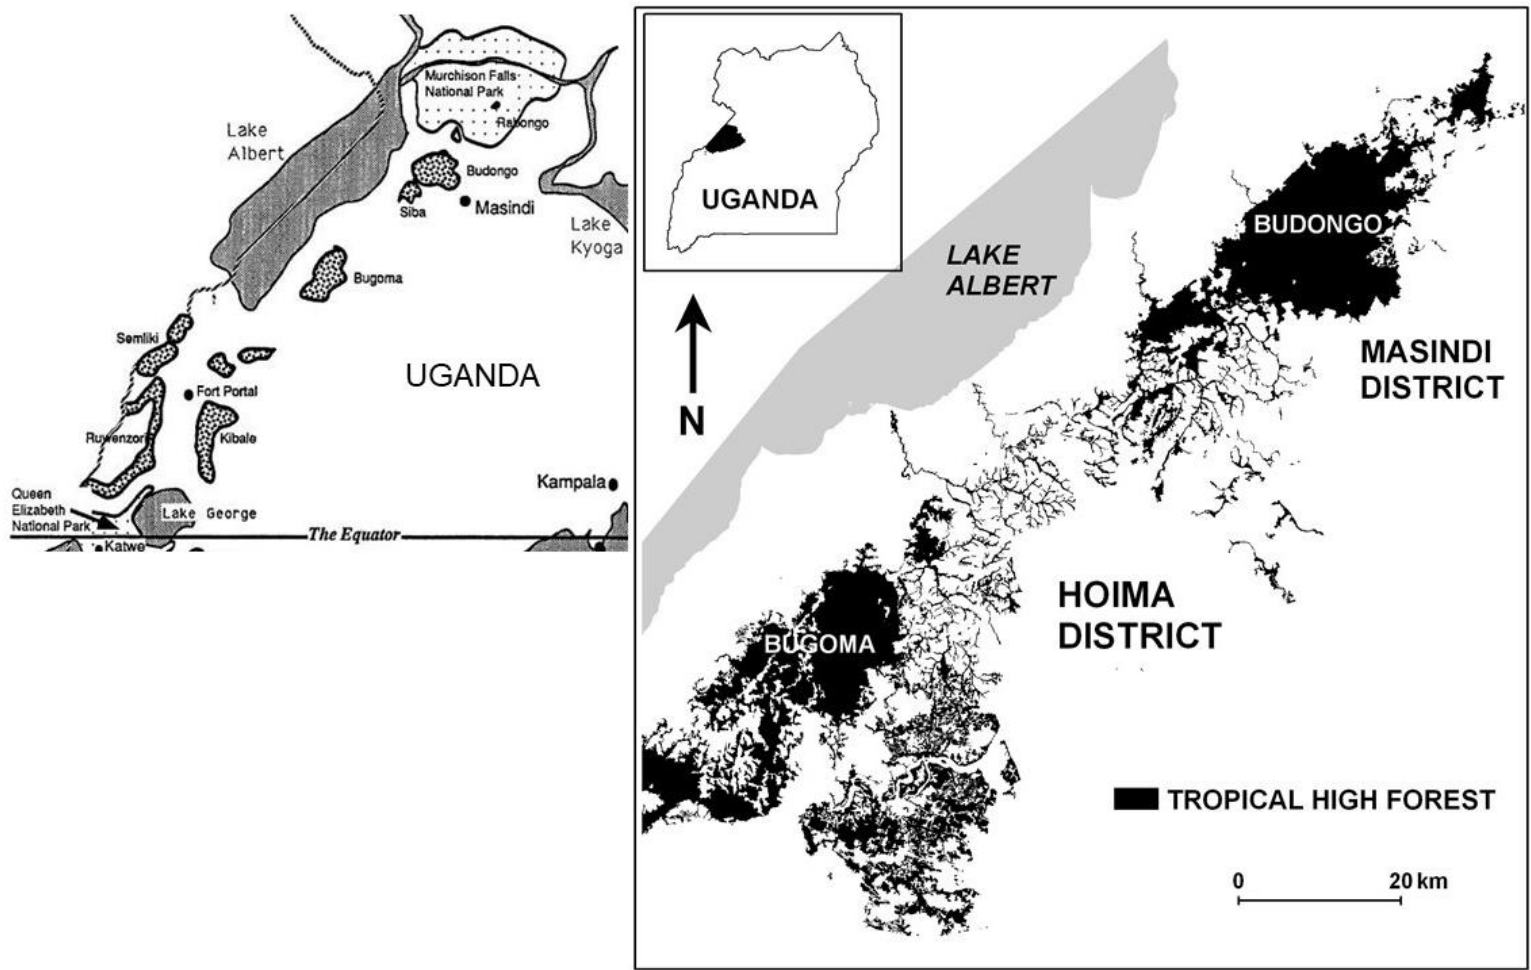 Murchison Falls
National Park
Rabongo
Lake
Albert
Budongo
Siba
Masindi
Lake
Kyoga
Bugoma
Semliki
UGANDA
Fort Portal
Ruwenzori
Kibale
Queen
Elizabeth
National Park
Lake George
Kampala
The Equator
Katwe
UGANDA
LAKE
ALBERT
N
BUDONGO
MASINDI
DISTRICT
HOIMA
DISTRICT
BUGOMA
TROPICAL HIGH FOREST
0 20 km